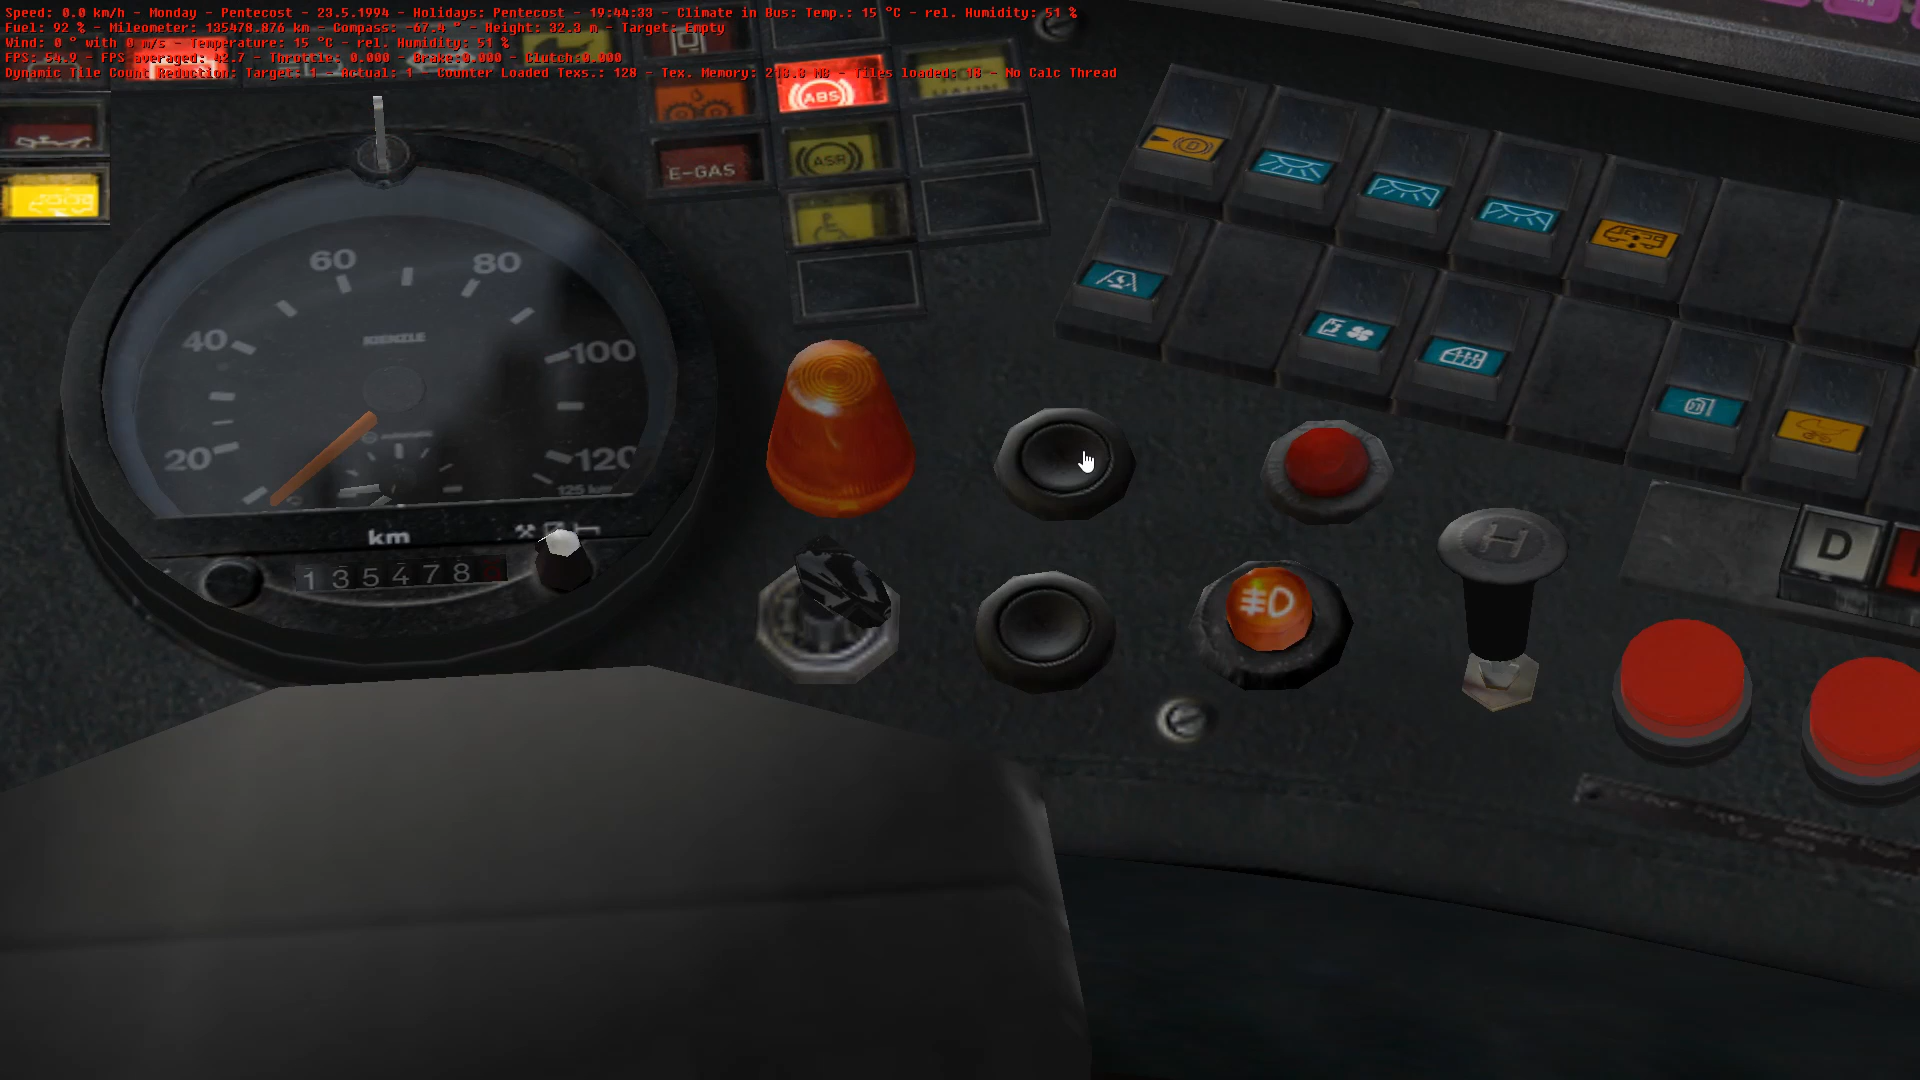 Speed: 0.0 km/h - Monday - Pentecost - 23.5.1994 - Holidays: Pentecost - 19:44:33 - Climate in Bus: Temp.: 15 °C - rel. Humidity: 51 %
Fuel: 92 % - Mileometer: 135478.876 km - Compass: -67.4 ° - Height: 32.3 m - Target: Empty
Wind: 0 ° with 0 m/s - Temperature: 15 °C - rel. Humidity: 51 %
FPS: 54.9 - FPS averaged: 42.7 - Throttle: 0.000 - Brake:0.000 - Clutch:0.000
Dynamic Tile Count Reduction: Target: 1 - Actual: 1 - Counter Loaded Texs.: 128 - Tex. Memory: MB - Tiles loaded: 18 - No Calc Thread
ABS
ASR
E-GAS
D
60
80
KIENZLE
40
100
20
120
125 km
km
135478
H
D